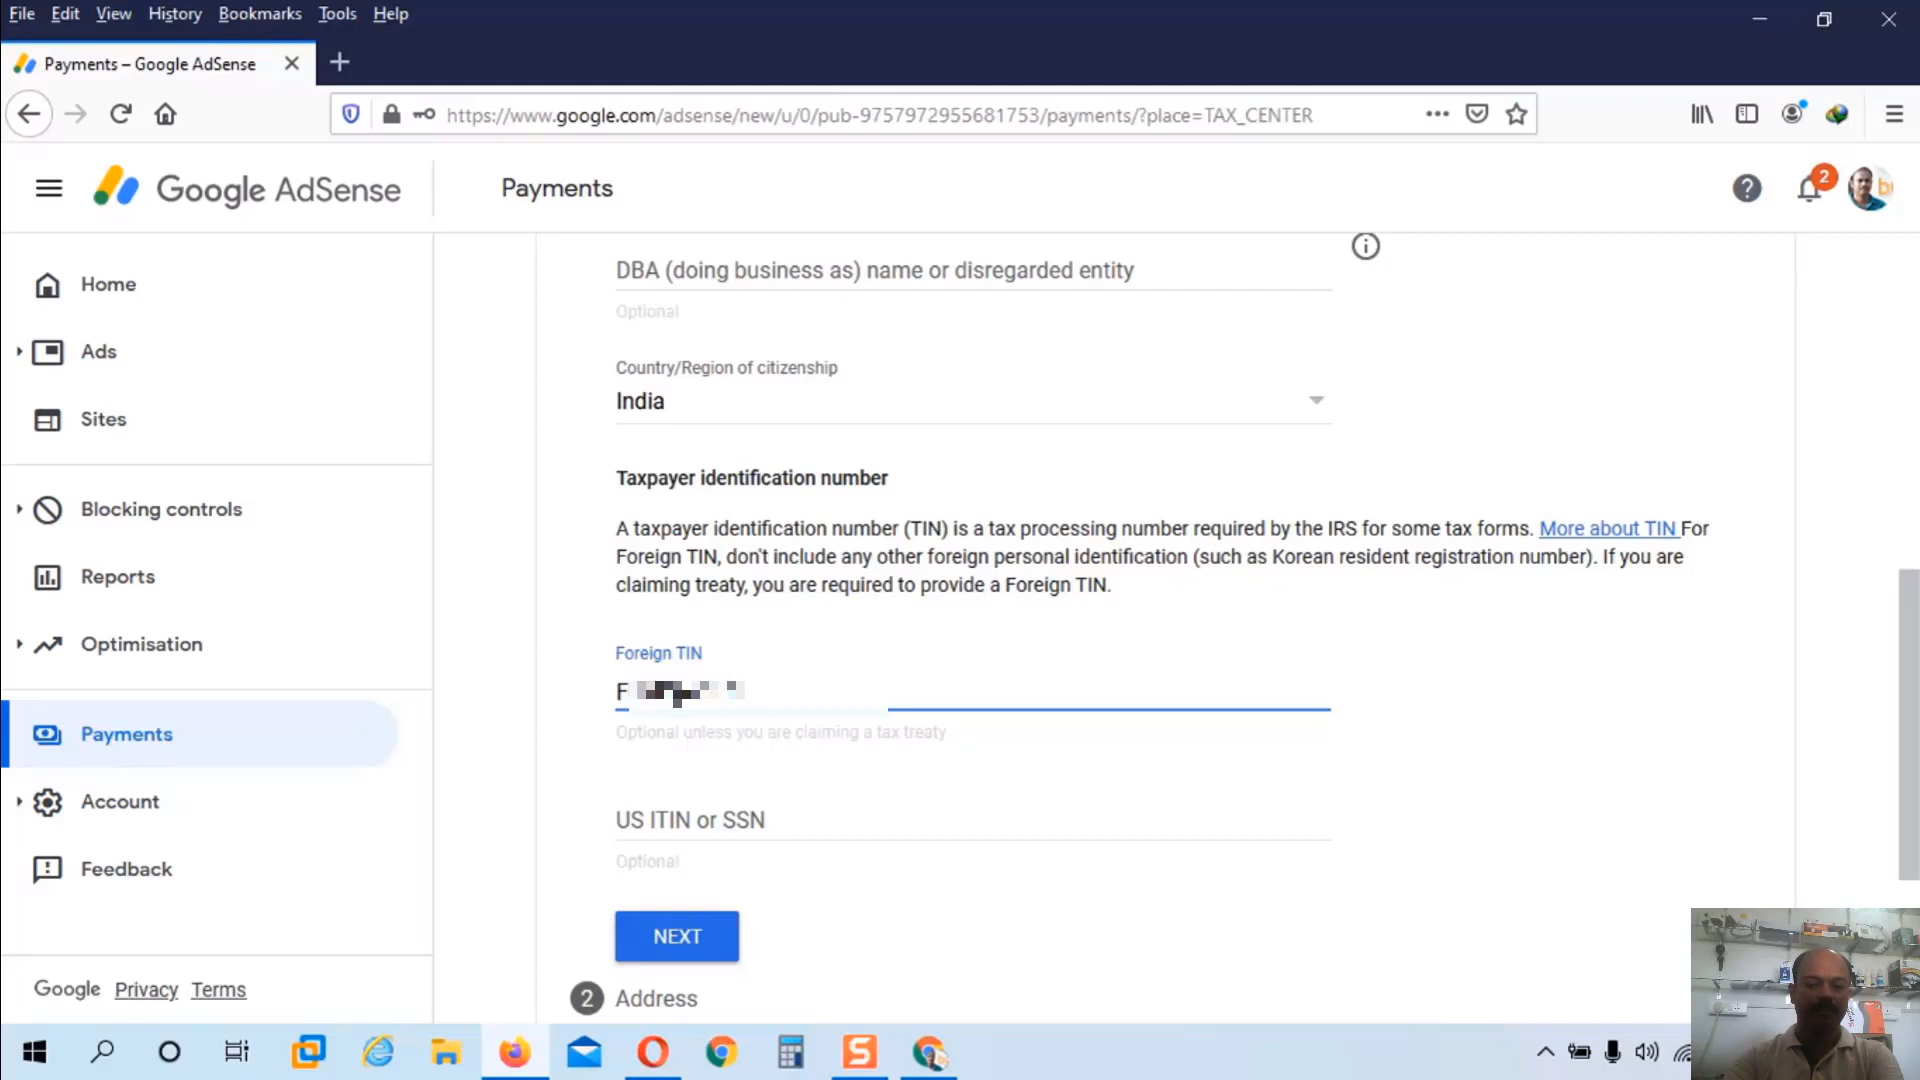 File Edit View History Bookmarks Tools Help
Payments – Google AdSense
https://www.google.com/adsense/new/u/0/pub-9757972955681753/payments/?place=TAX_CENTER
Google AdSense
Payments
2
Home
Ads
Sites
Blocking controls
Reports
Optimisation
Payments
Account
Feedback
Google Privacy Terms
DBA (doing business as) name or disregarded entity
Optional
Country/Region of citizenship
India
Taxpayer identification number
A taxpayer identification number (TIN) is a tax processing number required by the IRS for some tax forms. More about TIN For
Foreign TIN, don't include any other foreign personal identification (such as Korean resident registration number). If you are
claiming treaty, you are required to provide a Foreign TIN.
Foreign TIN
F
Optional unless you are claiming a tax treaty
US ITIN or SSN
Optional
NEXT
2 Address